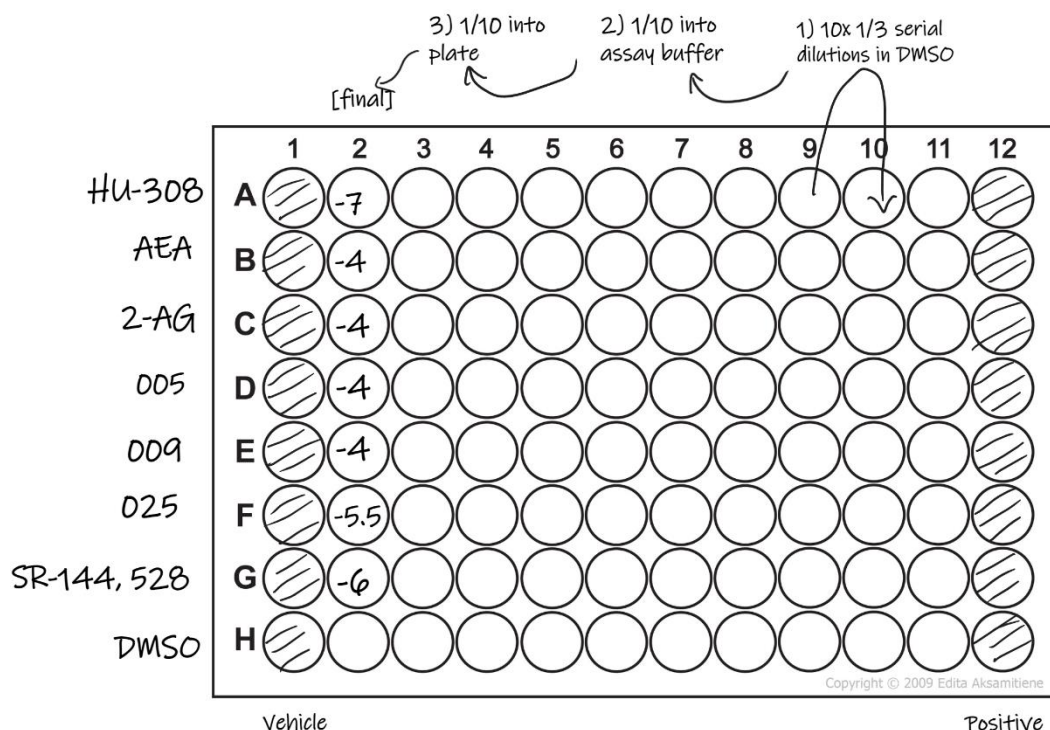 3) 1/10 into
plate
2) 1/10 into
assay buffer
1) 10x 1/3 serial
dilutions in DMSO
[final]
1 2 3 4 5 6 7 8 9 10 11 12
HU-308 A -7
AEA B -4
2-AG C -4
005 D -4
009 E -4
025 F -5.5
SR-144, 528 G -6
DMSO H
Copyright © 2009 Edita Aksamitiene
Vehicle Positive